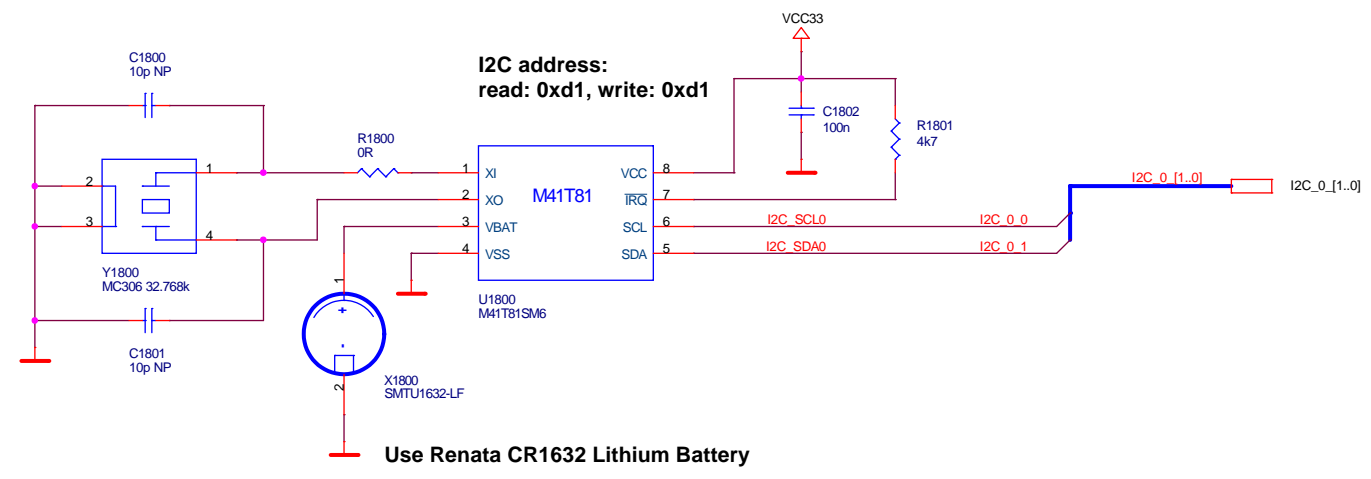 VCC33
C1800
10p NP
I2C address:
read: 0xd1, write: 0xd1
C1802
100n
R1801
4k7
R1800
0R
1
2
3
4
Y1800
MC306 32.768k
1 XI
2 XO
3 VBAT
4 VSS
M41T81
VCC 8
IRQ 7
SCL 6
SDA 5
U1800
M41T81SM6
I2C_SCL0
I2C_0_0
I2C_SDA0
I2C_0_1
I2C_0_[1..0]
I2C_0_[1..0]
C1801
10p NP
1
+
-
2
X1800
SMTU1632-LF
Use Renata CR1632 Lithium Battery